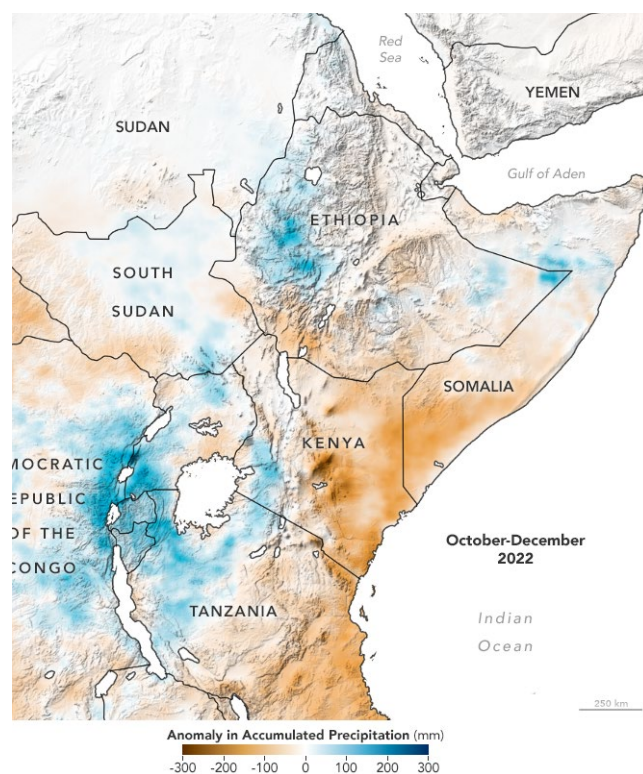 Red
Sea
YEMEN
SUDAN
Gulf of Aden
ETHIOPIA
SOUTH
SUDAN
SOMALIA
KENYA
MOCRATIC
EPUBLIC
OF THE
CONGO
October-December
2022
TANZANIA
Indian
Ocean
250 km
Anomaly in Accumulated Precipitation (mm)
-300 -200 -100 0 100 200 300